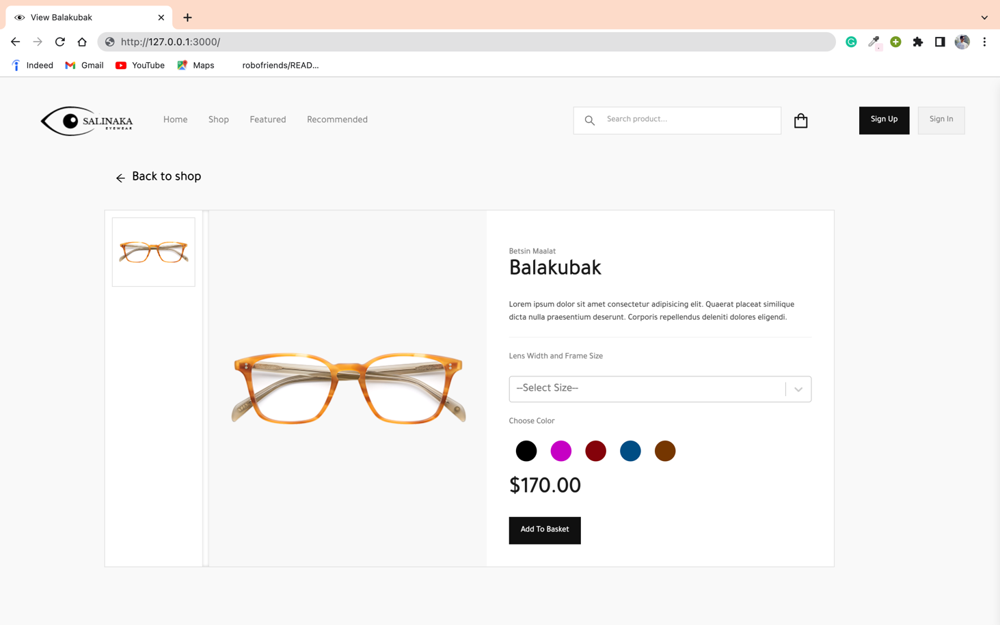 View Balakubak
http://127.0.0.1:3000/
Indeed
Gmail
YouTube
Maps
robofriends/READ...
SALINAKA
EYEWEAR
Home
Shop
Featured
Recommended
Search product...
Sign Up
Sign In
Back to shop
Betsin Maalat
Balakubak
Lorem ipsum dolor sit amet consectetur adipisicing elit. Quaerat placeat similique
dicta nulla praesentium deserunt. Corporis repellendus deleniti dolores eligendi.
Lens Width and Frame Size
--Select Size--
Choose Color
$170.00
Add To Basket